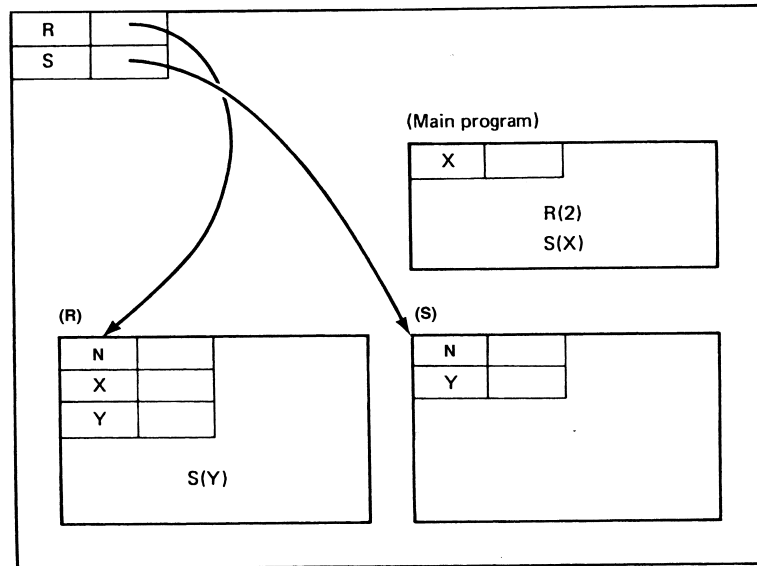 R
S
(Main program)
X
R(2)
S(X)
(R)
N
X
Y
S(Y)
(S)
N
Y